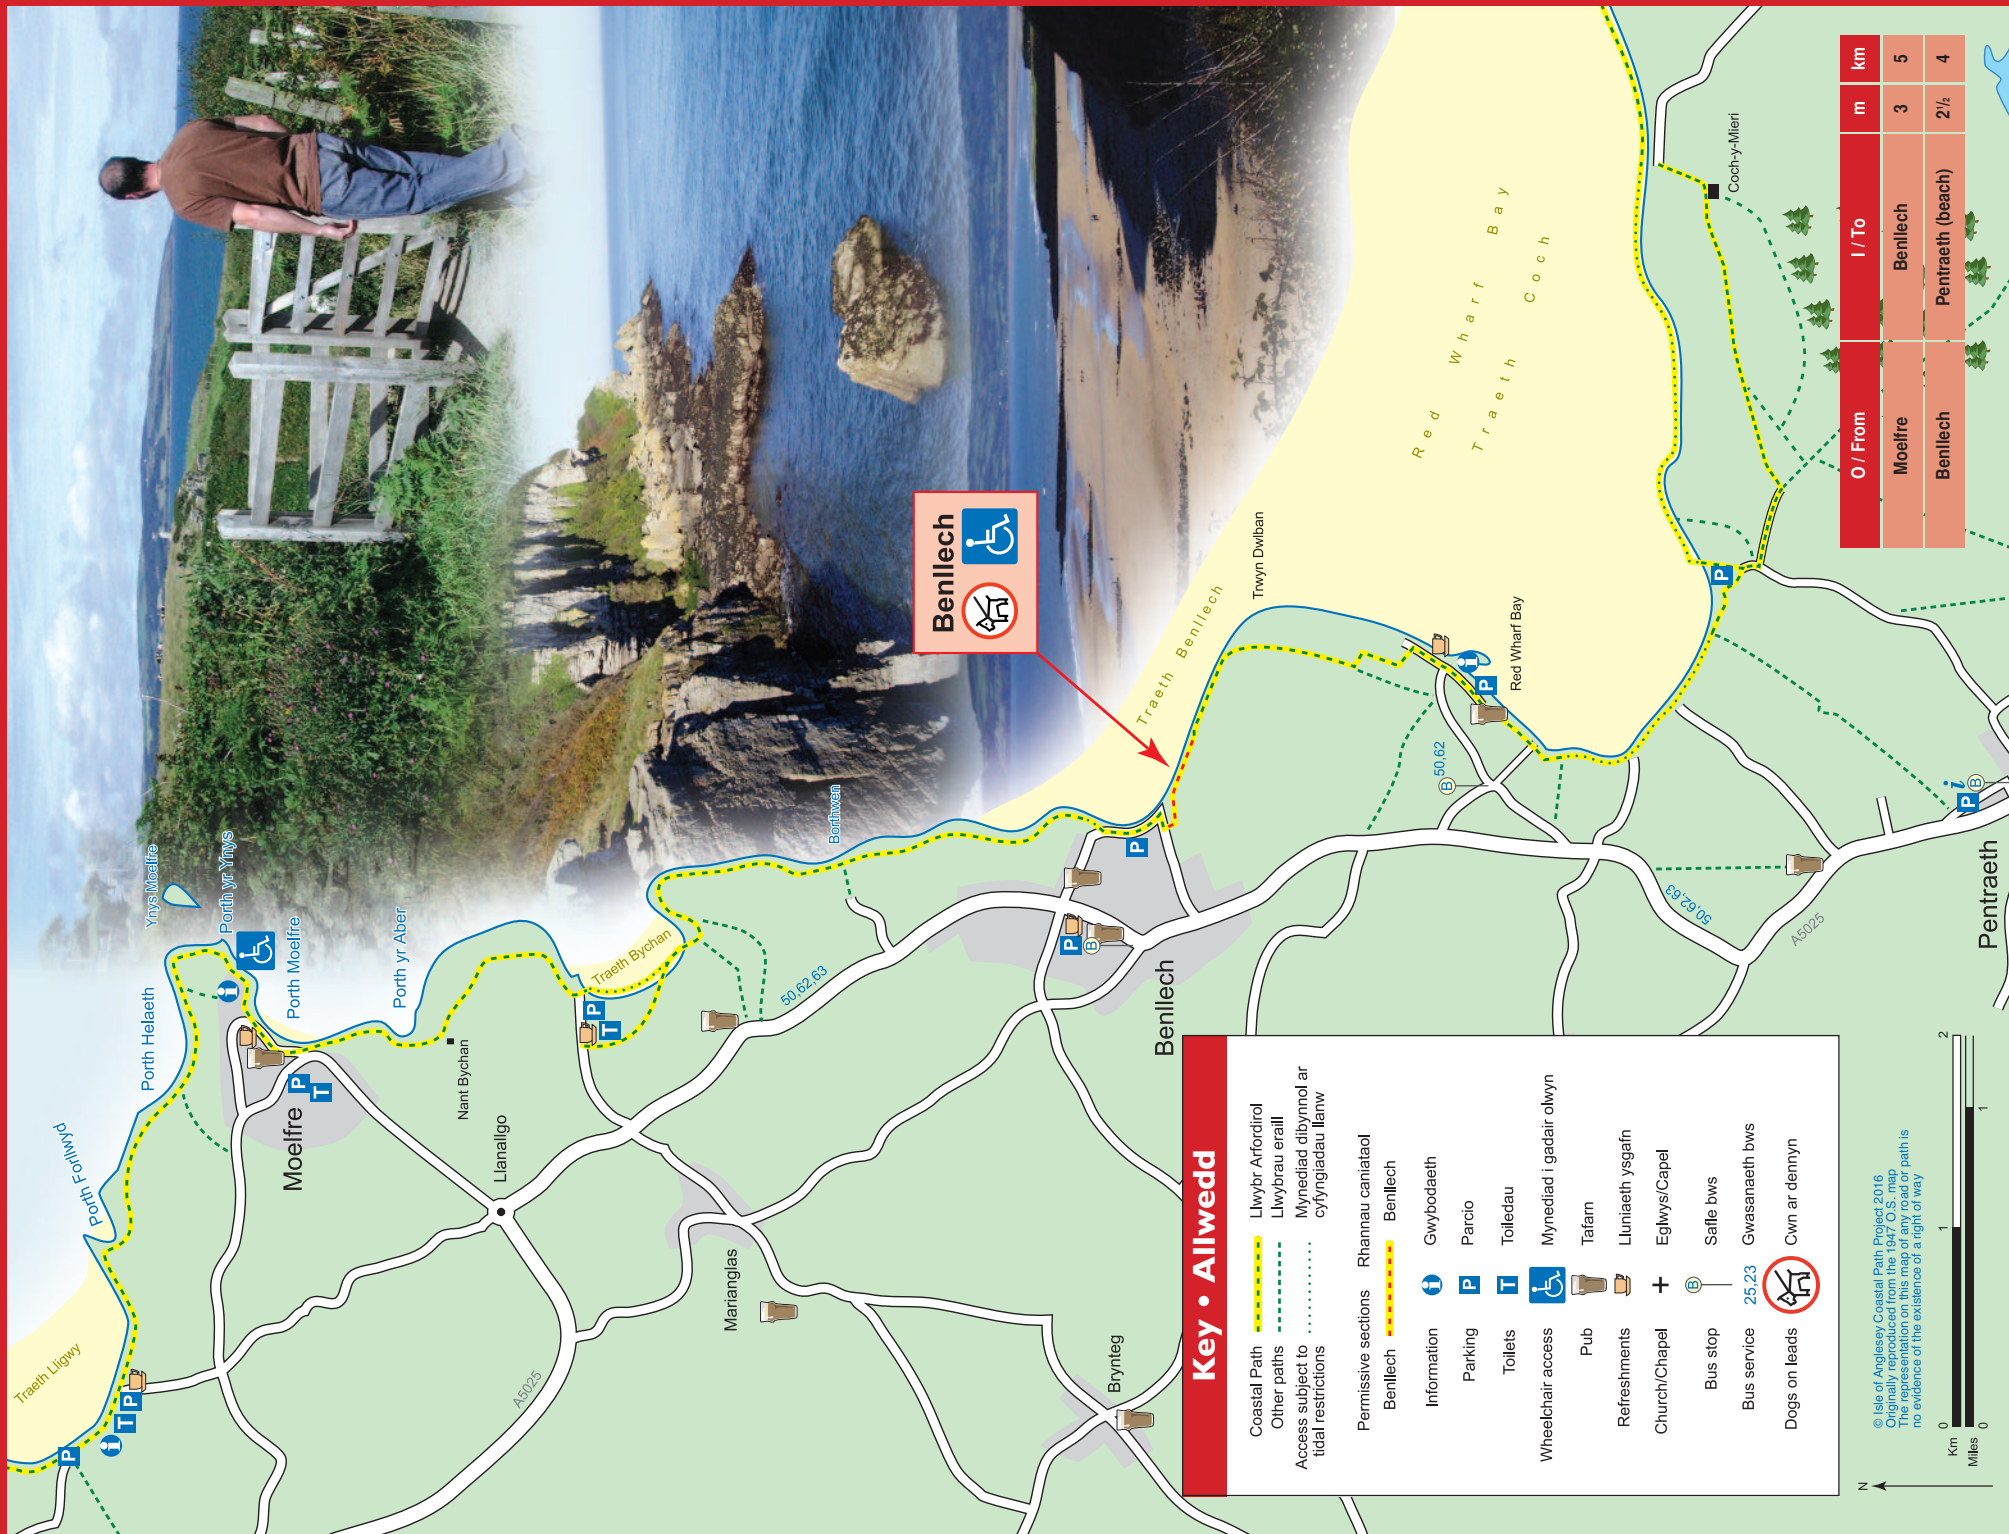 Traeth Lligwy
Porth Forllwyd
Porth Helaeth
Ynys Moelfre
Porth yr Ynys
Porth Moelfre
Porth yr Aber
Moelfre
Nant Bychan
Llanallgo
Traeth Bychan
Borthwen
50,62,63
Marianglas
A5025
Brynteg
Benllech
Benllech
Traeth Benllech
Trwyn Dwlban
Red Wharf Bay
Traeth Coch
Red Wharf Bay
50,62
50,62,63
A5025
Pentraeth
Coch-y-Mieri
O / From I / To m km
Moelfre Benllech 3 5
Benllech Pentraeth (beach) 2½ 4
Key • Allwedd
Coastal Path Llwybr Arfordirol
Other paths Llwybrau eraill
Access subject to Mynediad dibynnol ar
tidal restrictions cyfyngiadau llanw
Permissive sections Rhannau caniataol
Benllech Benllech
Information i Gwybodaeth
Parking P Parcio
Toilets T Toiledau
Wheelchair access Mynediad i gadair olwyn
Pub Tafarn
Refreshments Lluniaeth ysgafn
Church/Chapel Eglwys/Capel
Bus stop B Safle bws
Bus service 25,23 Gwasanaeth bws
Dogs on leads Cwn ar dennyn
© Isle of Anglesey Coastal Path Project 2016
Originally reproduced from the 1947 O.S. map
The representation on this map of any road or path is
no evidence of the existence of a right of way
N
Km 0 1 2
Miles 0 1
P
i
T
P
i
P
T
P
T
P
B
P
B
i
P
P
P
i
B